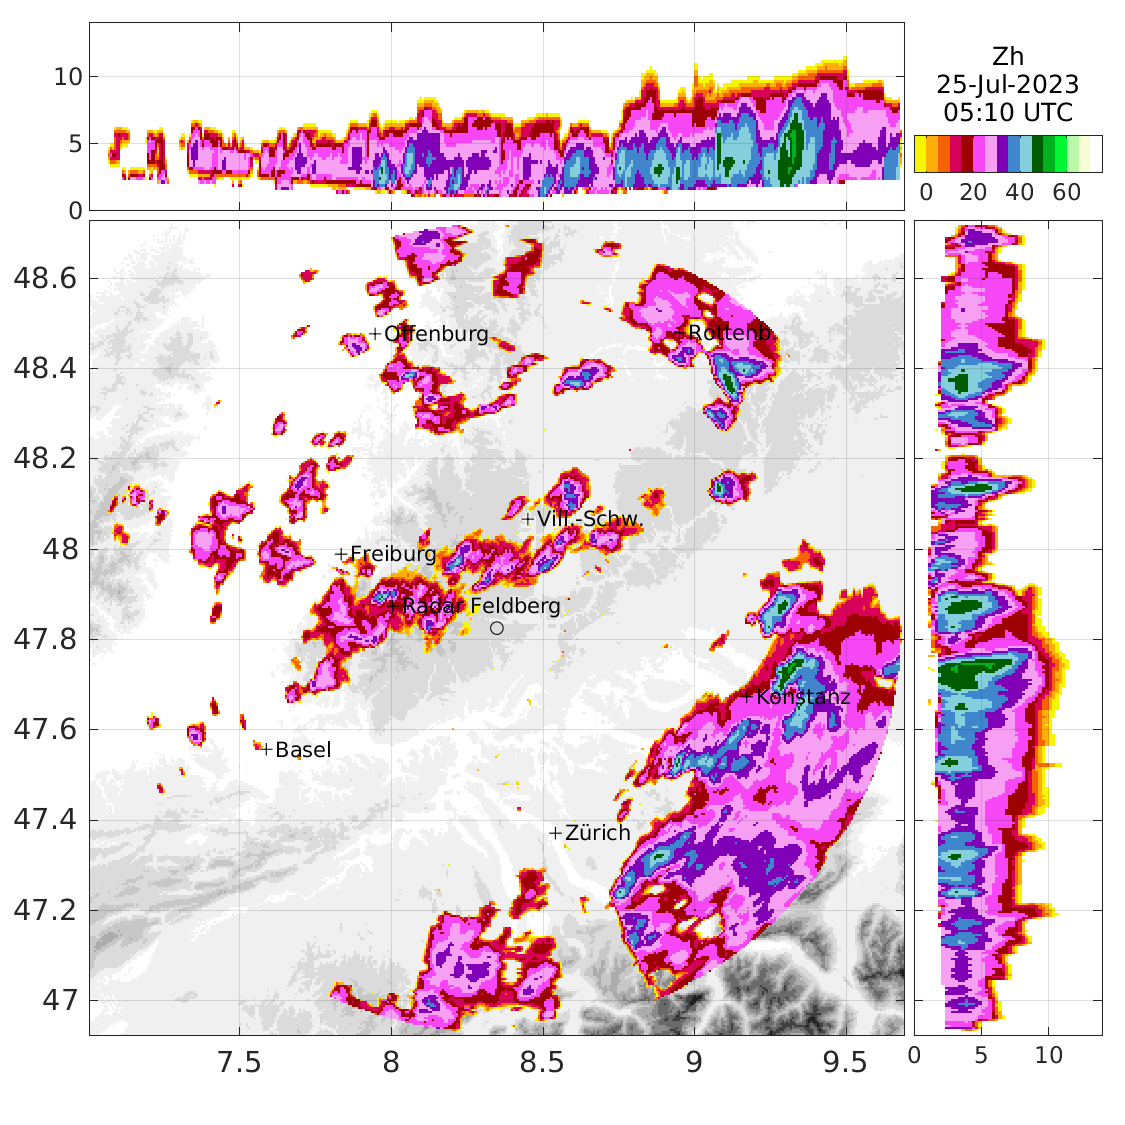 10
5
0
Zh
25-Jul-2023
05:10 UTC
0 20 40 60
48.6
48.4
48.2
48
47.8
47.6
47.4
47.2
47
+Offenburg
+Rottenb.
+Vill.-Schw.
+Freiburg
+Radar Feldberg
+Konstanz
+Basel
+Zürich
7.5 8 8.5 9 9.5
0 5 10